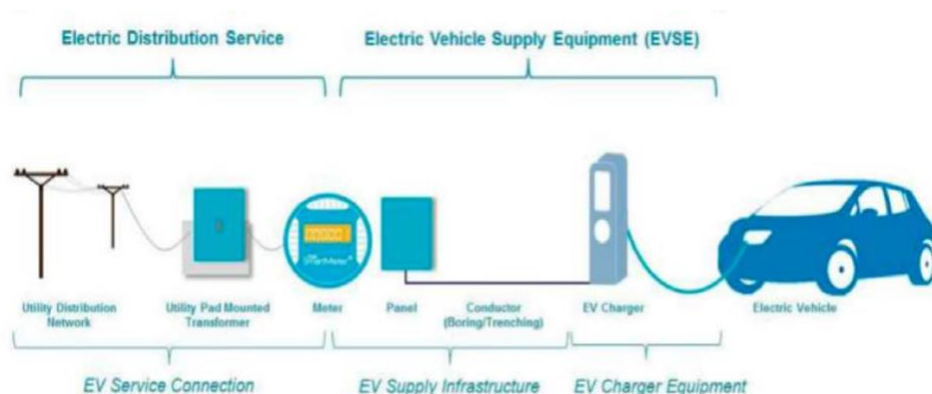 Electric Distribution Service
Electric Vehicle Supply Equipment (EVSE)
SmartMeter
Utility Distribution
Network
Utility Pad Mounted
Transformer
Meter
Panel
Conductor
(Boring/Trenching)
EV Charger
Electric Vehicle
EV Service Connection
EV Supply Infrastructure
EV Charger Equipment